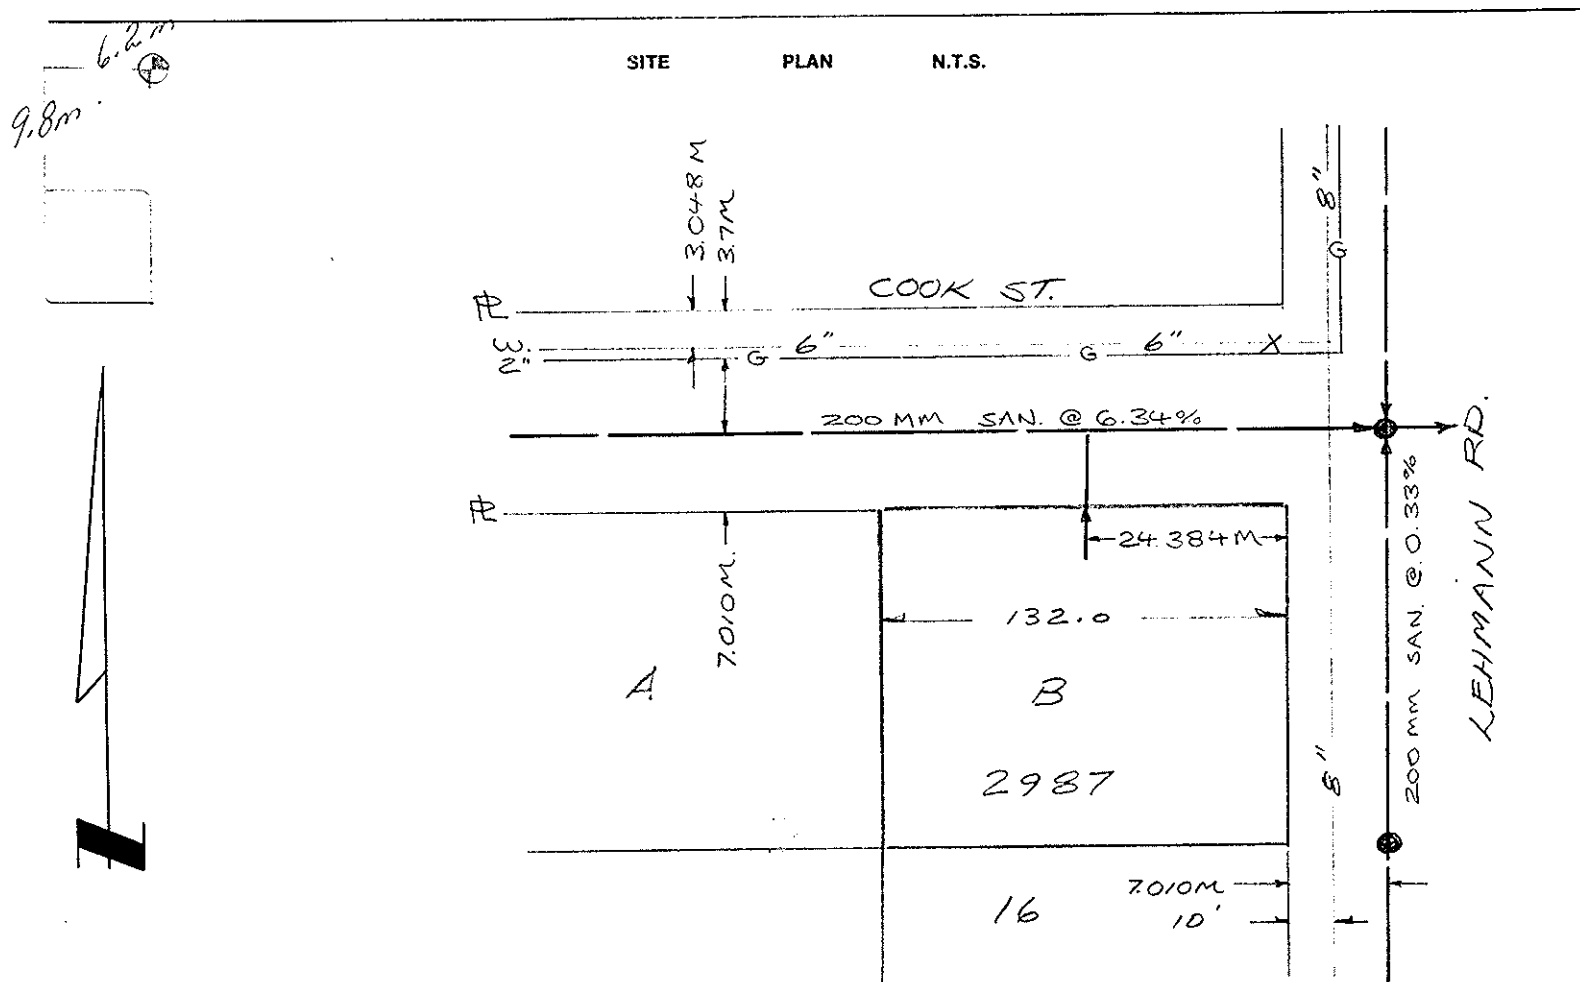 SITE PLAN N.T.S.
6.2m
9.8m
3.048 M
3.7M
8"
G
COOK ST.
PL
W. 6" 6" X
2" G G
200 MM SAN. @ 6.34%
PL
24.384M
7.010M.
132.0
A
B
2987
200 MM SAN. @ 0.33%
LEHMANN RD.
8"
16
7.010M
10'